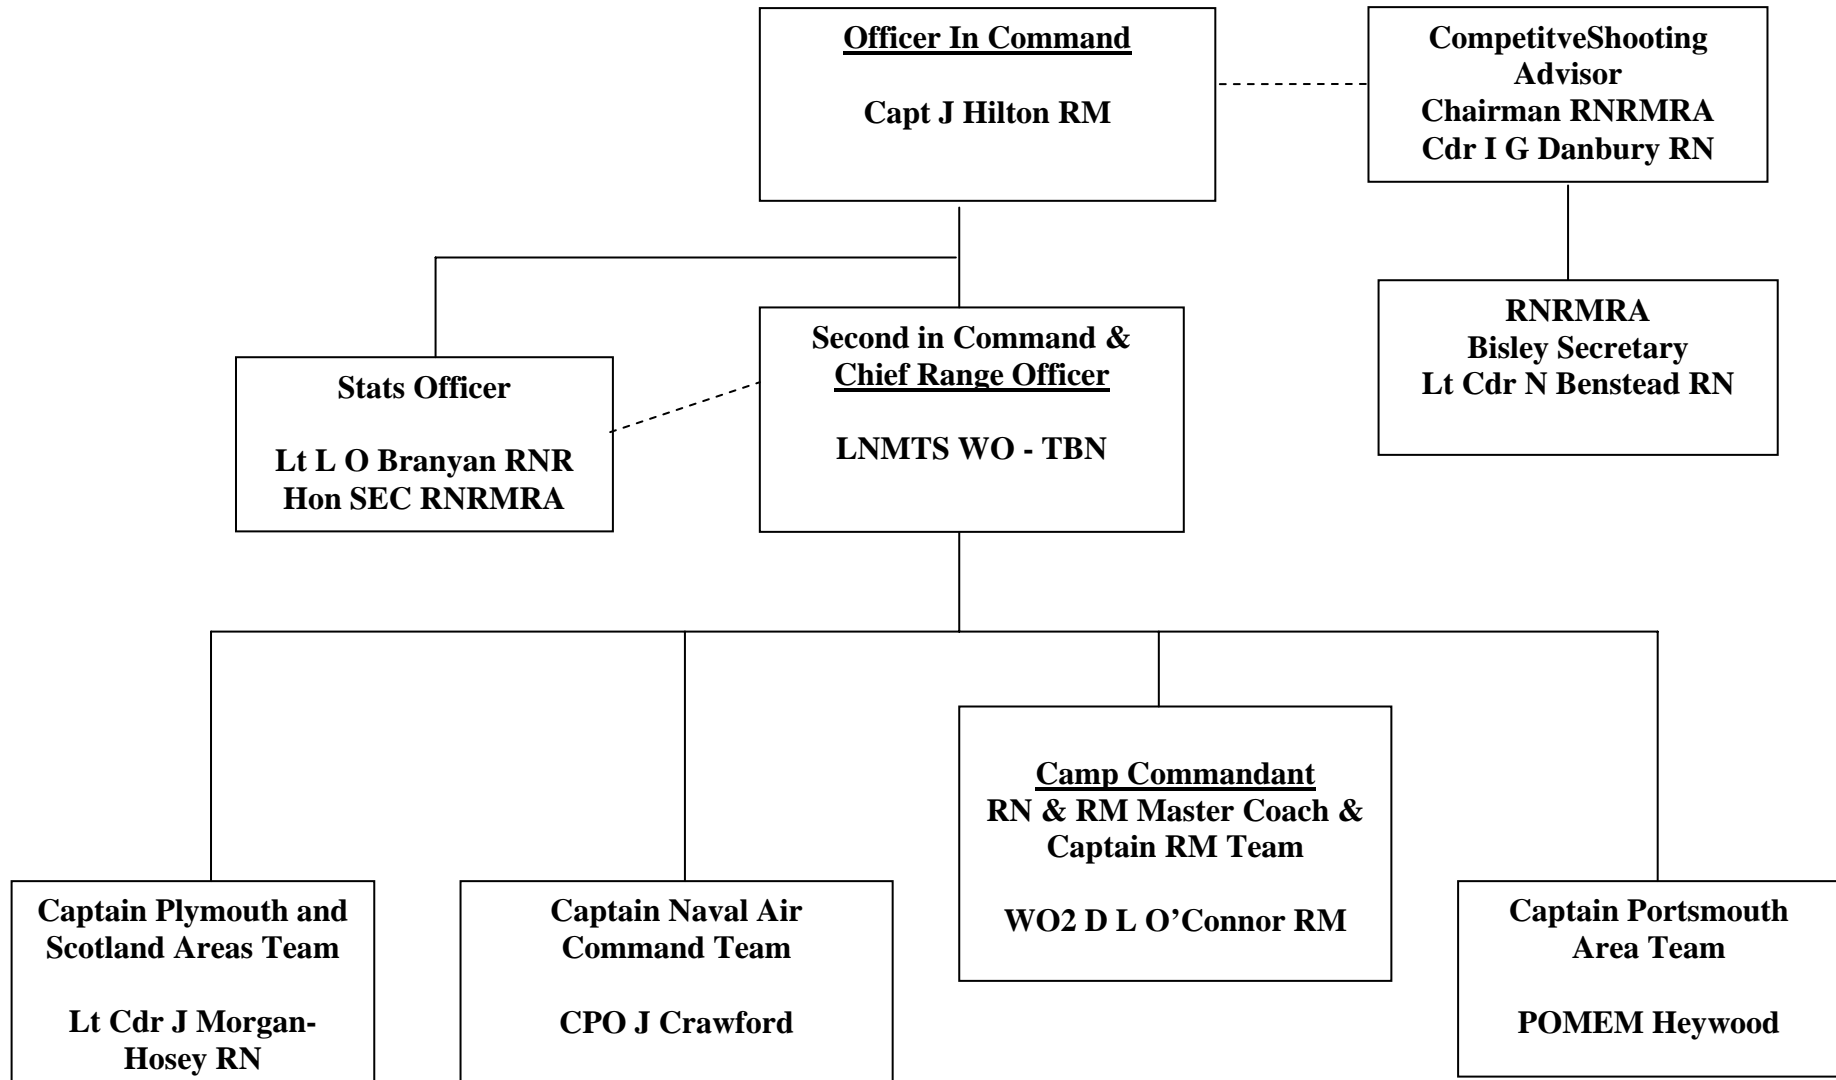 Officer In Command
Capt J Hilton RM
CompetitveShooting
Advisor
Chairman RNRMRA
Cdr I G Danbury RN
RNRMRA
Bisley Secretary
Lt Cdr N Benstead RN
Second in Command &
Chief Range Officer
LNMTS WO - TBN
Stats Officer
Lt L O Branyan RNR
Hon SEC RNRMRA
Captain Plymouth and
Scotland Areas Team
Lt Cdr J Morgan-
Hosey RN
Captain Naval Air
Command Team
CPO J Crawford
Camp Commandant
RN & RM Master Coach &
Captain RM Team
WO2 D L O’Connor RM
Captain Portsmouth
Area Team
POMEM Heywood